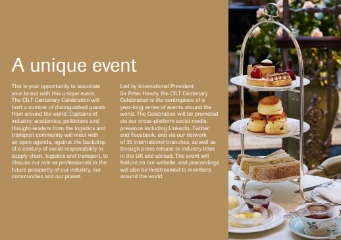 A unique event
This is your opportunity to associate
your brand with this unique event.
The CILT Centenary Celebration will
host a number of distinguished guests
from around the world. Captains of
industry, academics, politicians and
thought-leaders from the logistics and
transport community will meet with
an open agenda, against the backdrop
of a century of social responsibility in
supply chain, logistics and transport, to
discuss our role as professionals in the
future prosperity of our industry, our
communities and our planet.
Led by International President
Sir Peter Hendy, the CILT Centenary
Celebration is the centrepiece of a
year-long series of events around the
world. The Celebration will be promoted
via our cross-platform social media
presence including LinkedIn, Twitter
and Facebook, and via our network
of 35 international branches, as well as
through press release to industry titles
in the UK and abroad. The event will
feature on our website, and proceedings
will also be livestreamed to members
around the world.